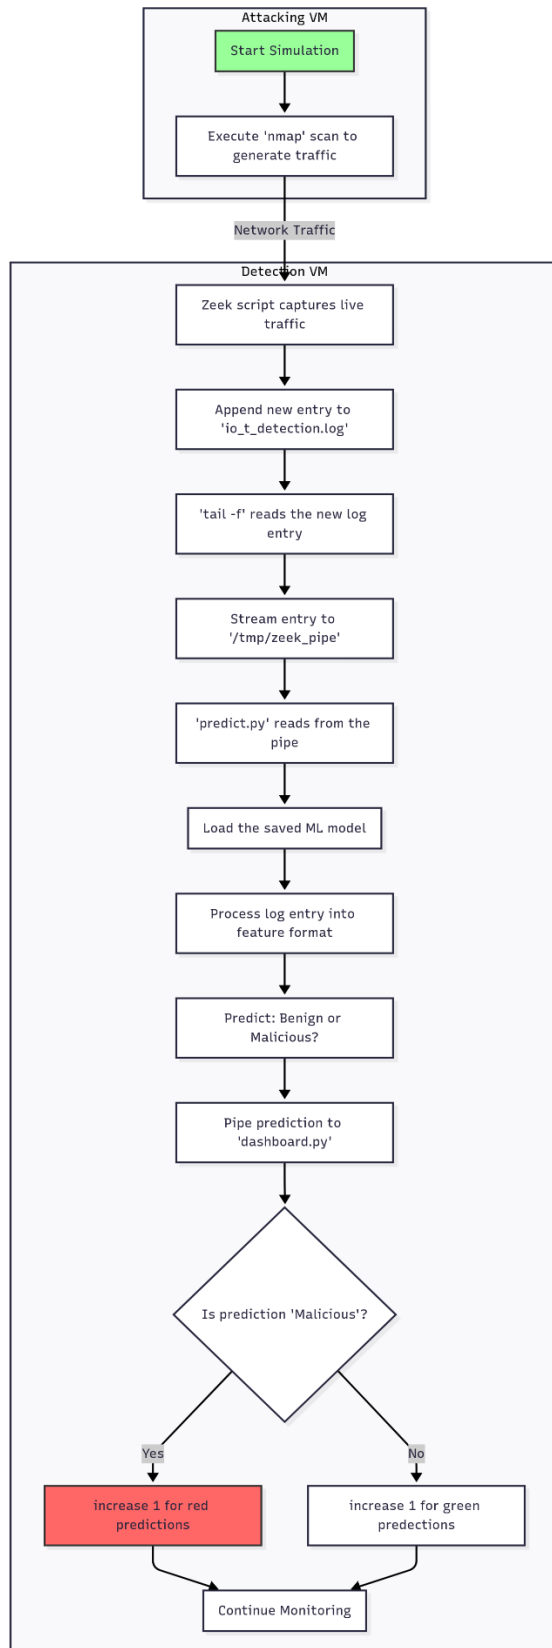 Attacking VM
Start Simulation
Execute 'nmap' scan to
generate traffic
Network Traffic
Detection VM
Zeek script captures live
traffic
Append new entry to
'io_t_detection.log'
'tail -f' reads the new log
entry
Stream entry to
'/tmp/zeek_pipe'
'predict.py' reads from the
pipe
Load the saved ML model
Process log entry into
feature format
Predict: Benign or
Malicious?
Pipe prediction to
'dashboard.py'
Is prediction 'Malicious'?
Yes
No
increase 1 for red
predictions
increase 1 for green
predections
Continue Monitoring